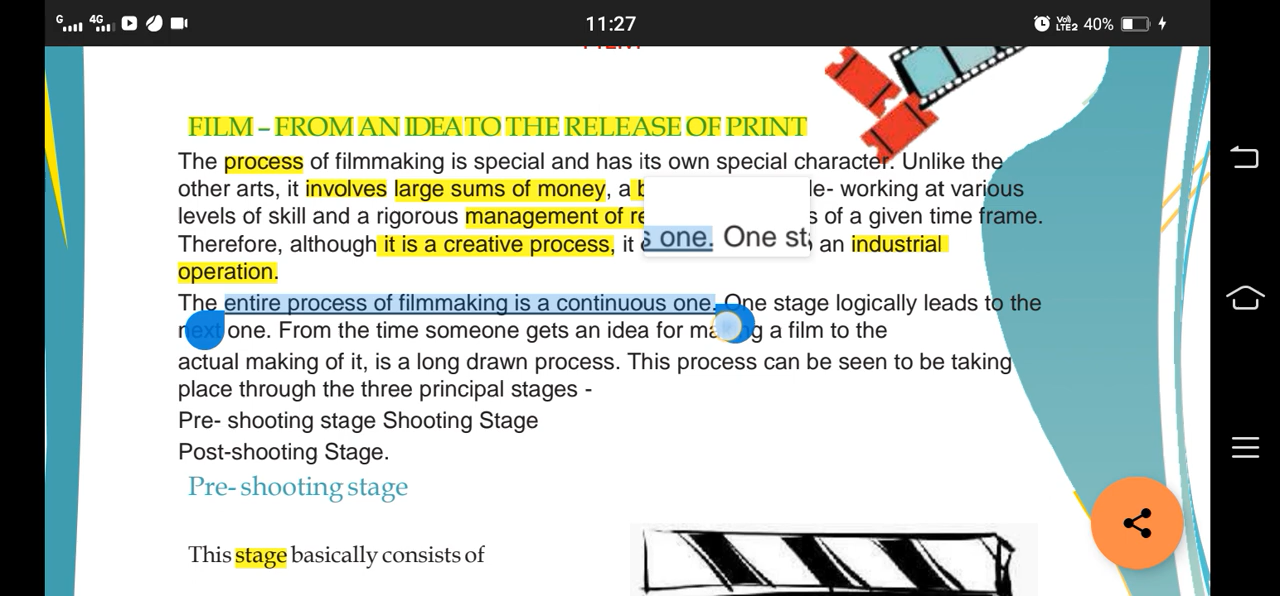 G 4G 11:27 Vo) LTE2 40%
FILM – FROM AN IDEA TO THE RELEASE OF PRINT
The process of filmmaking is special and has its own special character. Unlike the
other arts, it involves large sums of money, a b le- working at various
levels of skill and a rigorous management of re s of a given time frame.
s one. One st
Therefore, although it is a creative process, it an industrial
operation.
The entire process of filmmaking is a continuous one. One stage logically leads to the
next one. From the time someone gets an idea for making a film to the
actual making of it, is a long drawn process. This process can be seen to be taking
place through the three principal stages -
Pre- shooting stage Shooting Stage
Post-shooting Stage.
Pre- shooting stage
This stage basically consists of